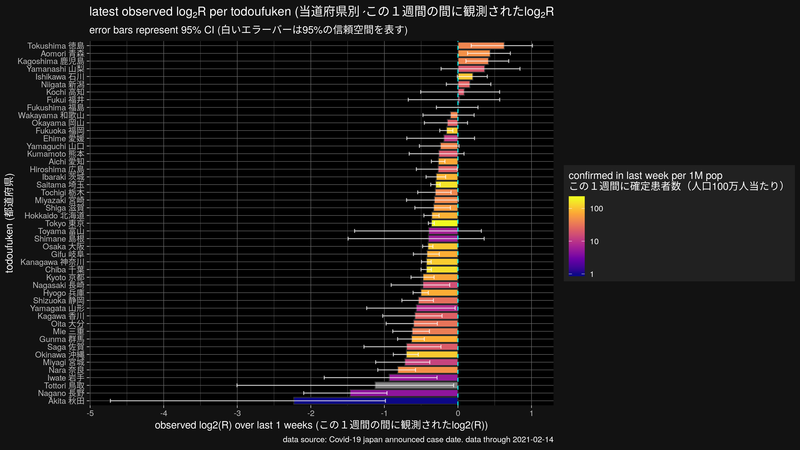 latest observed log₂R per todoufuken (当道府県別 この１週間の間に観測されたlog₂R
error bars represent 95% CI (白いエラーバーは95%の信頼空間を表す)
todoufuken (都道府県)
Tokushima 徳島
Aomori 青森
Kagoshima 鹿児島
Yamanashi 山梨
Ishikawa 石川
Niigata 新潟
Kochi 高知
Fukui 福井
Fukushima 福島
Wakayama 和歌山
Okayama 岡山
Fukuoka 福岡
Ehime 愛媛
Yamaguchi 山口
Kumamoto 熊本
Aichi 愛知
Hiroshima 広島
Ibaraki 茨城
Saitama 埼玉
Tochigi 栃木
Miyazaki 宮崎
Shiga 滋賀
Hokkaido 北海道
Tokyo 東京
Toyama 富山
Shimane 島根
Osaka 大阪
Gifu 岐阜
Kanagawa 神奈川
Chiba 千葉
Kyoto 京都
Nagasaki 長崎
Hyogo 兵庫
Shizuoka 静岡
Yamagata 山形
Kagawa 香川
Oita 大分
Mie 三重
Gunma 群馬
Saga 佐賀
Okinawa 沖縄
Miyagi 宮城
Nara 奈良
Iwate 岩手
Tottori 鳥取
Nagano 長野
Akita 秋田
-5 -4 -3 -2 -1 0 1
observed log2(R) over last 1 weeks (この１週間の間に観測されたlog2(R))
data source: Covid-19 japan announced case date. data through 2021-02-14
confirmed in last week per 1M pop
この１週間に確定患者数（人口100万人当たり）
100
10
1